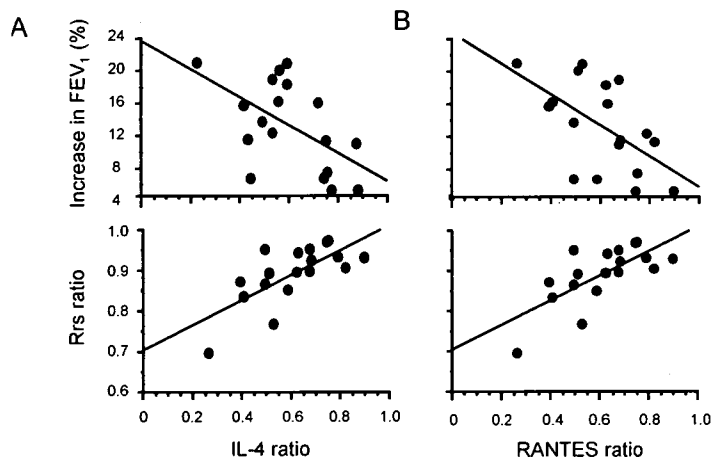 A
B
Increase in FEV1 (%)
24
20
16
12
8
4
Rrs ratio
1.0
0.9
0.8
0.7
0.6
0 0.2 0.4 0.6 0.8 1.0
0 0.2 0.4 0.6 0.8 1.0
IL-4 ratio
RANTES ratio